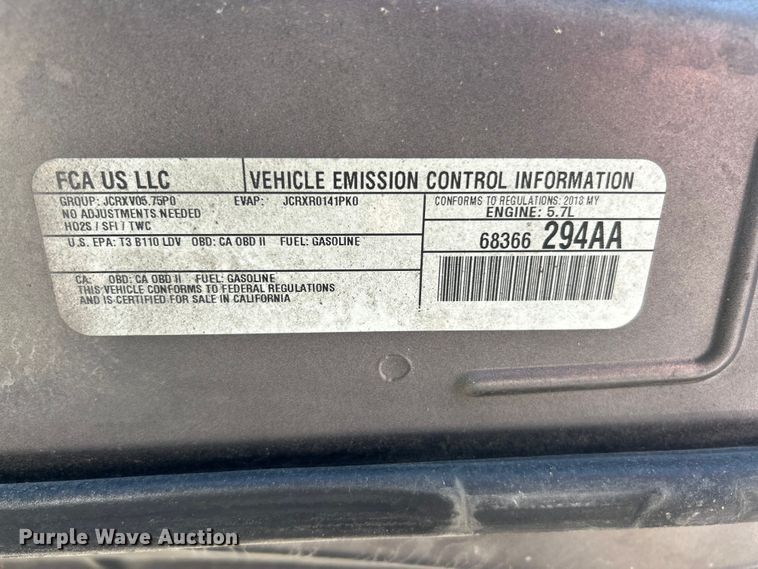 FCA US LLC
VEHICLE EMISSION CONTROL INFORMATION
GROUP: JCRXV05.75P0 EVAP: JCRXR0141PK0
NO ADJUSTMENTS NEEDED
HO2S / SFI / TWC
CONFORMS TO REGULATIONS: 2018 MY
ENGINE: 5.7L
U.S. EPA: T3 B110 LDV OBD: CA OBD II FUEL: GASOLINE
68366 294AA
CA: OBD: CA OBD II FUEL: GASOLINE
THIS VEHICLE CONFORMS TO FEDERAL REGULATIONS
AND IS CERTIFIED FOR SALE IN CALIFORNIA
Purple Wave Auction